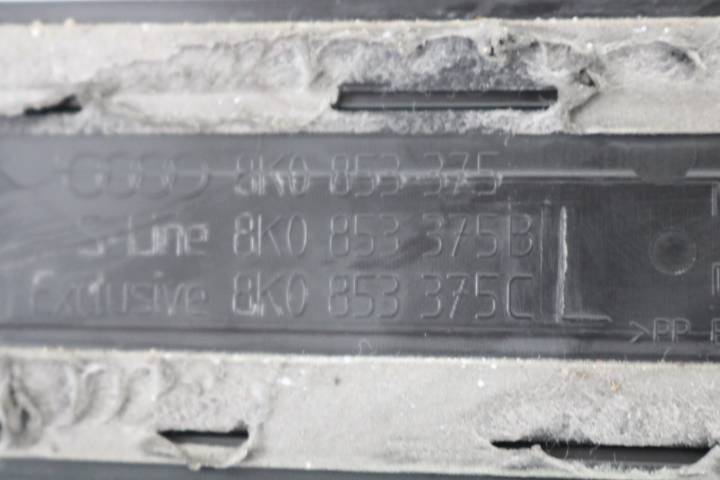 8K0 853 375
S-Line 8K0 853 375B
Exclusive 8K0 853 375C
L
>PP